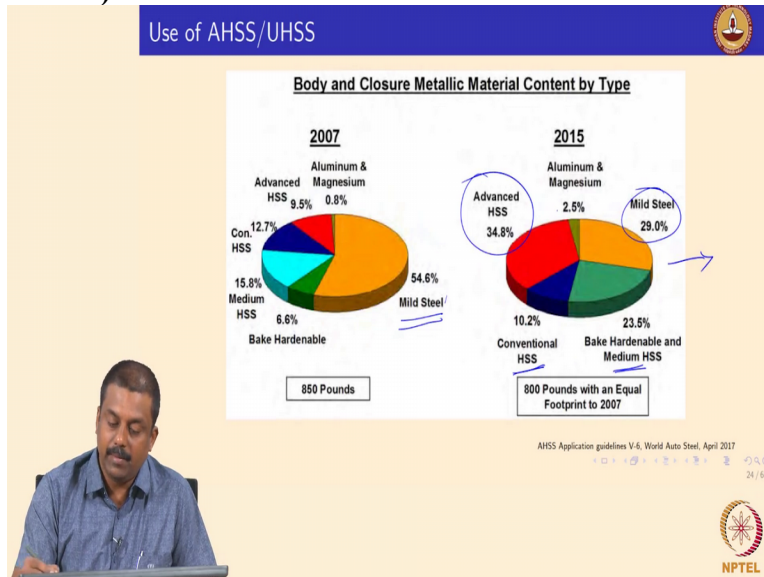 Use of AHSS/UHSS
Body and Closure Metallic Material Content by Type
2007
Aluminum &
Magnesium
0.8%
Advanced
HSS
9.5%
Con.
HSS
12.7%
15.8%
Medium
HSS
6.6%
Bake Hardenable
54.6%
Mild Steel
850 Pounds
2015
Aluminum &
Magnesium
2.5%
Advanced
HSS
34.8%
Mild Steel
29.0%
10.2%
Conventional
HSS
23.5%
Bake Hardenable and
Medium HSS
800 Pounds with an Equal
Footprint to 2007
AHSS Application guidelines V-6, World Auto Steel, April 2017
24 / 6
NPTEL